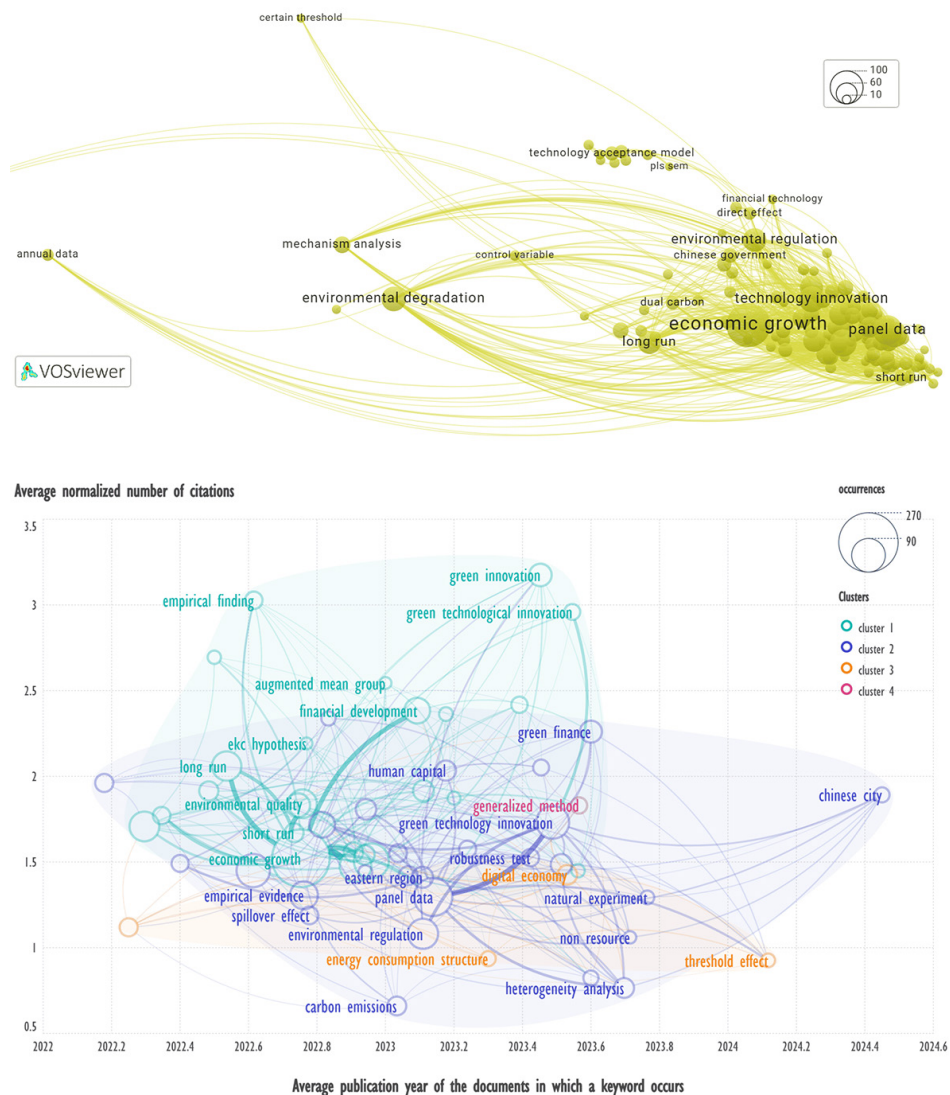 certain threshold
100
60
10
technology acceptance model
pls sem
financial technology
direct effect
environmental regulation
mechanism analysis
annual data
control variable
chinese government
environmental degradation
dual carbon
technology innovation
economic growth
panel data
long run
VOSviewer
short run
Average normalized number of citations
occurrences
270
90
Clusters
cluster 1
cluster 2
cluster 3
cluster 4
3.5
green innovation
3
empirical finding
green technological innovation
augmented mean group
2.5
financial development
green finance
ekc hypothesis
long run
human capital
2
chinese city
environmental quality
generalized method
green technology innovation
short run
1.5
economic growth
robustness test
eastern region
digital economy
empirical evidence
panel data
natural experiment
spillover effect
environmental regulation
non resource
1
energy consumption structure
threshold effect
heterogeneity analysis
carbon emissions
0.5
2022 2022.2 2022.4 2022.6 2022.8 2023 2023.2 2023.4 2023.6 2023.8 2024 2024.2 2024.4 2024.6
Average publication year of the documents in which a keyword occurs